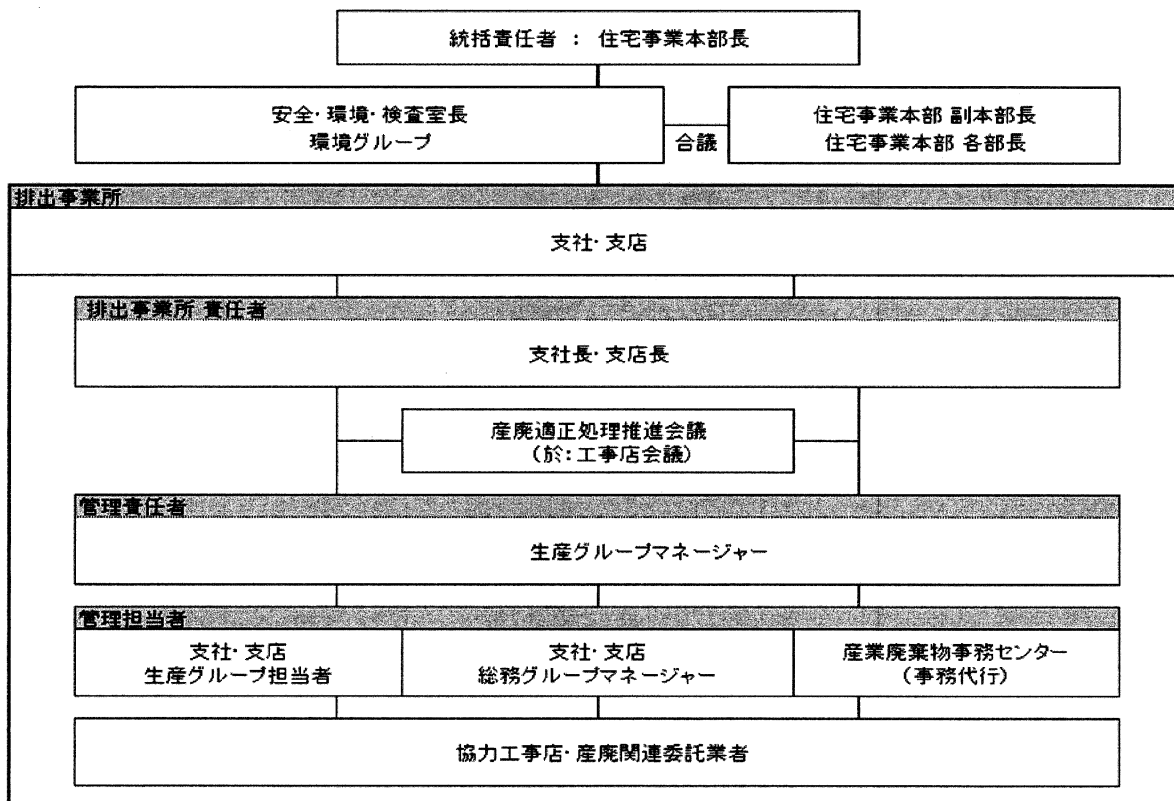 統括責任者 ： 住宅事業本部長
安全・環境・検査室長
環境グループ
合議
住宅事業本部 副本部長
住宅事業本部 各部長
排出事業所
支社・支店
排出事業所 責任者
支社長・支店長
産廃適正処理推進会議
（於：工事店会議）
管理責任者
生産グループマネージャー
管理担当者
支社・支店
生産グループ担当者
支社・支店
総務グループマネージャー
産業廃棄物事務センター
（事務代行）
協力工事店・産廃関連委託業者